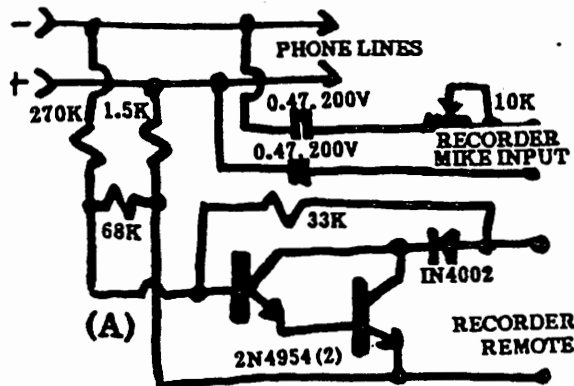 − PHONE LINES
+
270K 1.5K 0.47, 200V 10K
RECORDER
MIKE INPUT
0.47, 200V
68K 33K
IN4002
(A)
2N4954 (2)
RECORDER
REMOTE